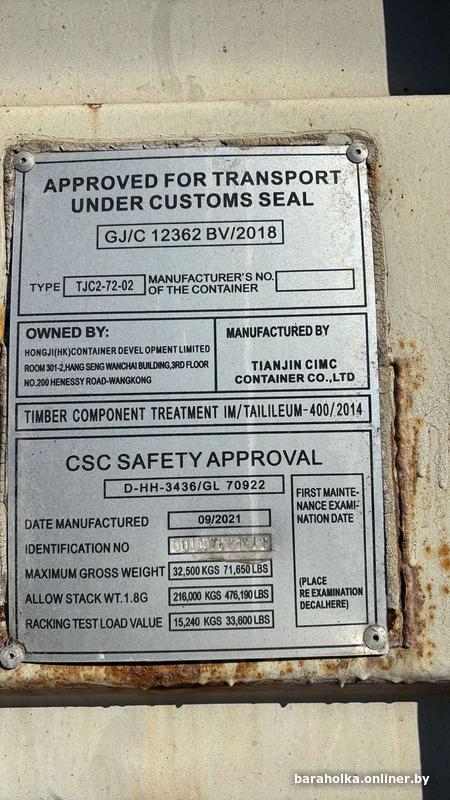 APPROVED FOR TRANSPORT
UNDER CUSTOMS SEAL
GJ/C 12362 BV/2018
TYPE TJC2-72-02 MANUFACTURER'S NO.
OF THE CONTAINER
OWNED BY:
HONGJI(HK)CONTAINER DEVELOPMENT LIMITED
ROOM 301-2,HANG SENG WANCHAI BUILDING,3RD FLOOR
NO.200 HENESSY ROAD-WANGKONG
MANUFACTURED BY
TIANJIN CIMC
CONTAINER CO.,LTD
TIMBER COMPONENT TREATMENT IM/TAILILEUM-400/2014
CSC SAFETY APPROVAL
D-HH-3436/GL 70922
DATE MANUFACTURED 09/2021
IDENTIFICATION NO
MAXIMUM GROSS WEIGHT 32,500 KGS 71,650 LBS
ALLOW STACK WT.1.8G 216,000 KGS 476,190 LBS
RACKING TEST LOAD VALUE 15,240 KGS 33,600 LBS
FIRST MAINTE-
NANCE EXAMI-
NATION DATE
(PLACE
RE EXAMINATION
DECALHERE)
baraholka.onliner.by